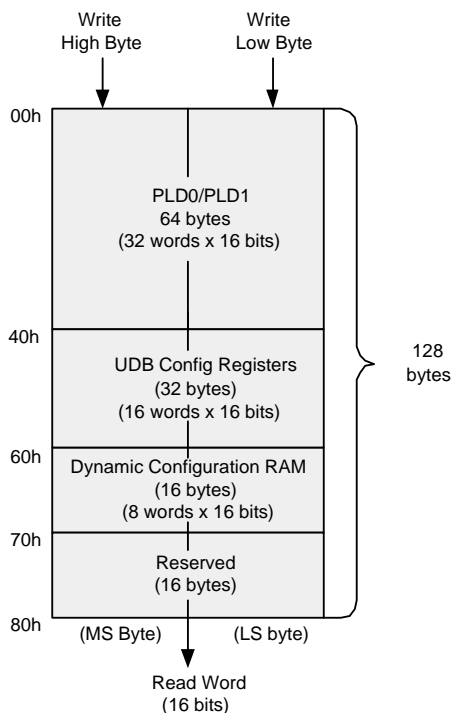 Write
High Byte
Write
Low Byte
00h
PLD0/PLD1
64 bytes
(32 words x 16 bits)
40h
UDB Config Registers
(32 bytes)
(16 words x 16 bits)
128
bytes
60h
Dynamic Configuration RAM
(16 bytes)
(8 words x 16 bits)
70h
Reserved
(16 bytes)
80h
(MS Byte)
(LS byte)
Read Word
(16 bits)